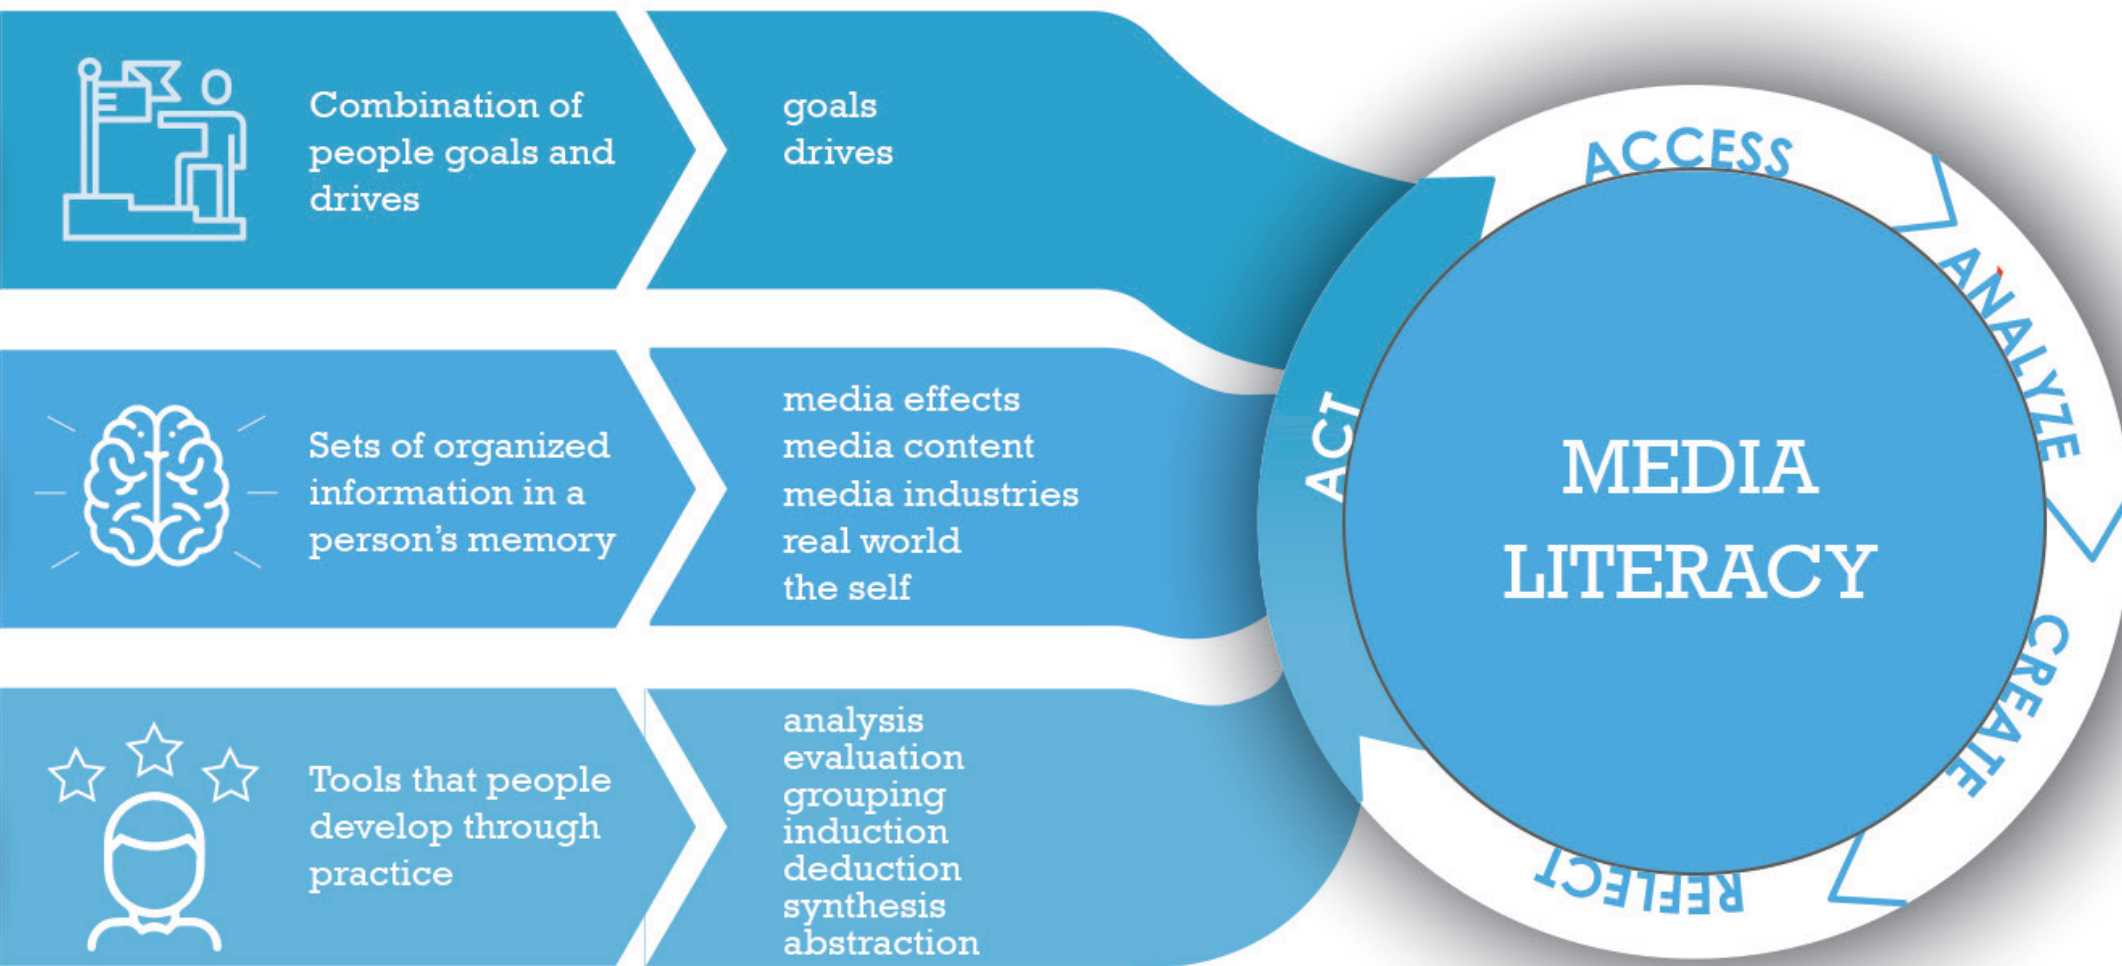 Combination of
people goals and
drives
goals
drives
Sets of organized
information in a
person's memory
media effects
media content
media industries
real world
the self
Tools that people
develop through
practice
analysis
evaluation
grouping
induction
deduction
synthesis
abstraction
ACCESS
ANALYZE
CREATE
REFLECT
ACT
MEDIA
LITERACY